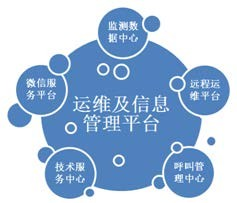 监测数
据中心
微信服
务平台
远程运
维平台
运维及信息
管理平台
技术服
务中心
呼叫管
理中心